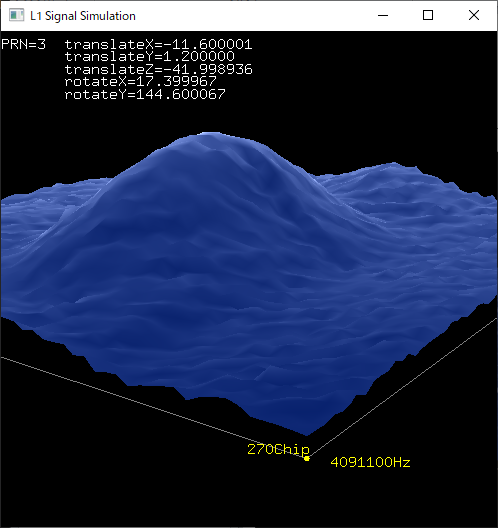 L1 Signal Simulation
PRN=3 translateX=-11.600001
translateY=1.200000
translateZ=-41.998936
rotateX=17.399967
rotateY=144.600067
270Chip
4091100Hz